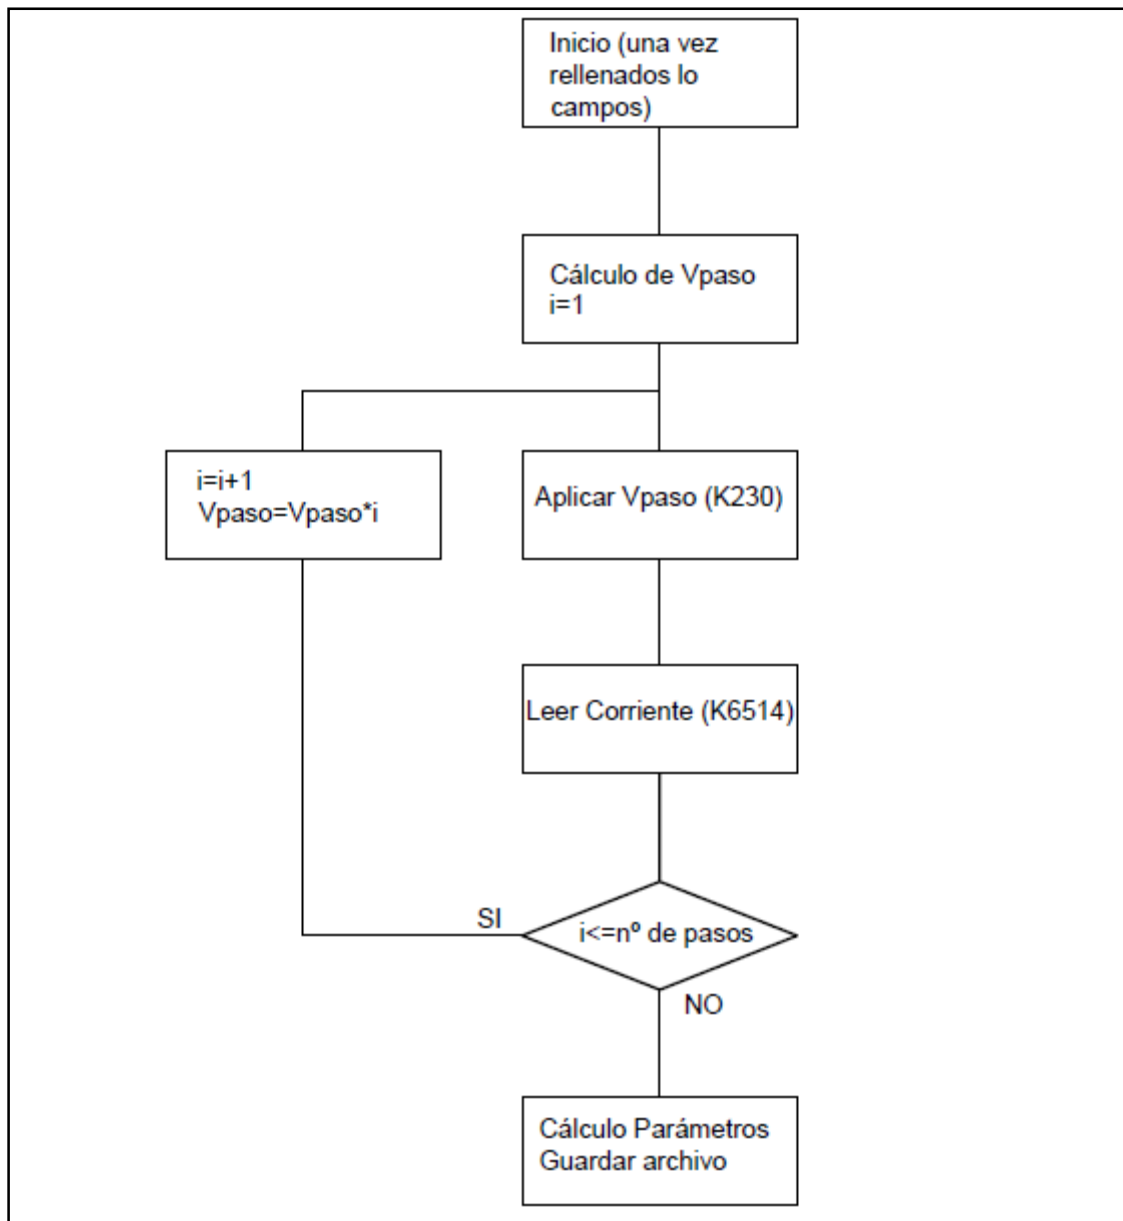 Inicio (una vez
rellenados lo
campos)
Cálculo de Vpaso
i=1
i=i+1
Vpaso=Vpaso*i
Aplicar Vpaso (K230)
Leer Corriente (K6514)
SI
i<=nº de pasos
NO
Cálculo Parámetros
Guardar archivo